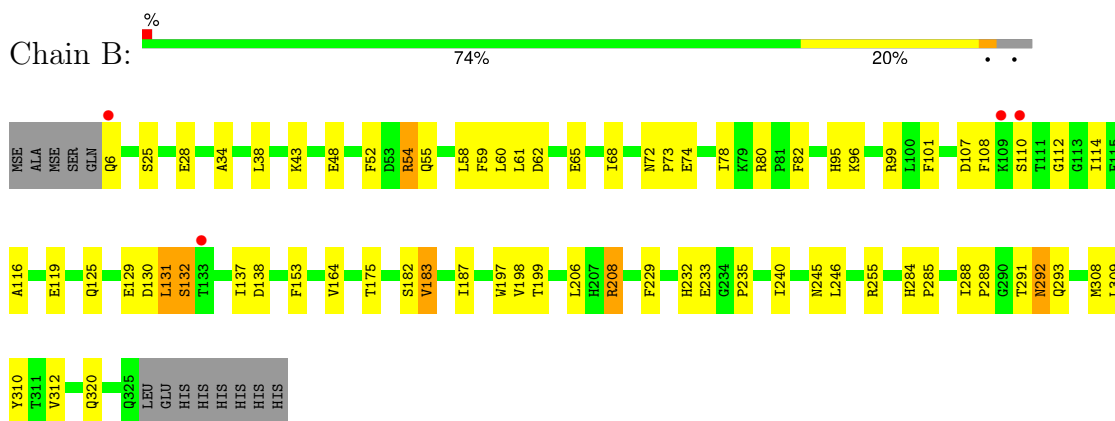 %
Chain B:
74% 20% • •
MSE ALA MSE SER GLN Q6 S25 E28 A34 L38 K43 E48 F52 D53 R54 Q55 L58 F59 L60 L61 D62 E65 I68 N72 P73 E74 I78 K79 R80 P81 F82 H95 K96 R99 L100 F101 D107 F108 K109 S110 T111 G112 G113 I114 E115
A116 E119 Q125 E129 D130 L131 S132 T133 I137 D138 F153 V164 T175 S182 V183 I187 W197 V198 T199 L206 H207 R208 F229 H232 E233 G234 P235 I240 N245 L246 R255 H284 P285 I288 P289 G290 T291 N292 Q293 M308 L309
Y310 T311 V312 Q320 Q325 LEU GLU HIS HIS HIS HIS HIS HIS